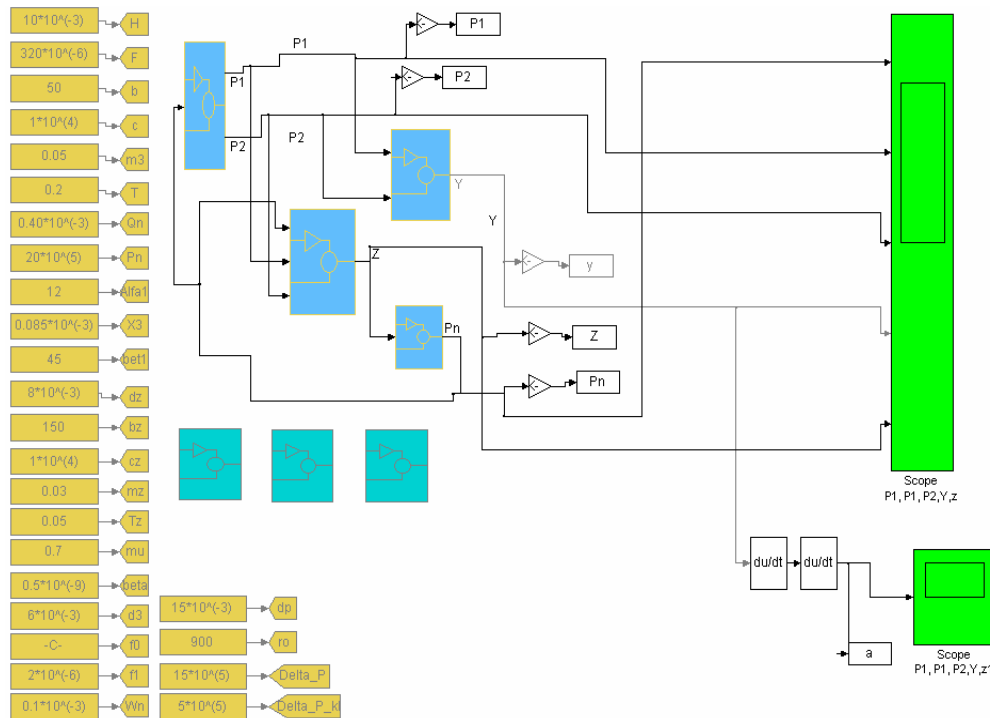 10*10^(-3) H
320*10^(-6) F
50 b
1*10^(4) c
0.05 m3
0.2 T
0.40*10^(-3) Qn
20*10^(5) Pn
12 Alfa1
0.085*10^(-3) X3
45 bet1
8*10^(-3) dz
150 bz
1*10^(4) cz
0.03 mz
0.05 Tz
0.7 mu
0.5*10^(-9) beta
6*10^(-3) d3
-C- f0
2*10^(-6) f1
0.1*10^(-3) Wn
15*10^(-3) dp
900 ro
15*10^(5) Delta_P
5*10^(5)
P1
P1
P2
P2
<- P1
<- P2
Y
Y
Z
Pn
<- y
<- Z
<- Pn
Scope
P1, P1, P2,Y,z
du/dt
du/dt
a
Scope